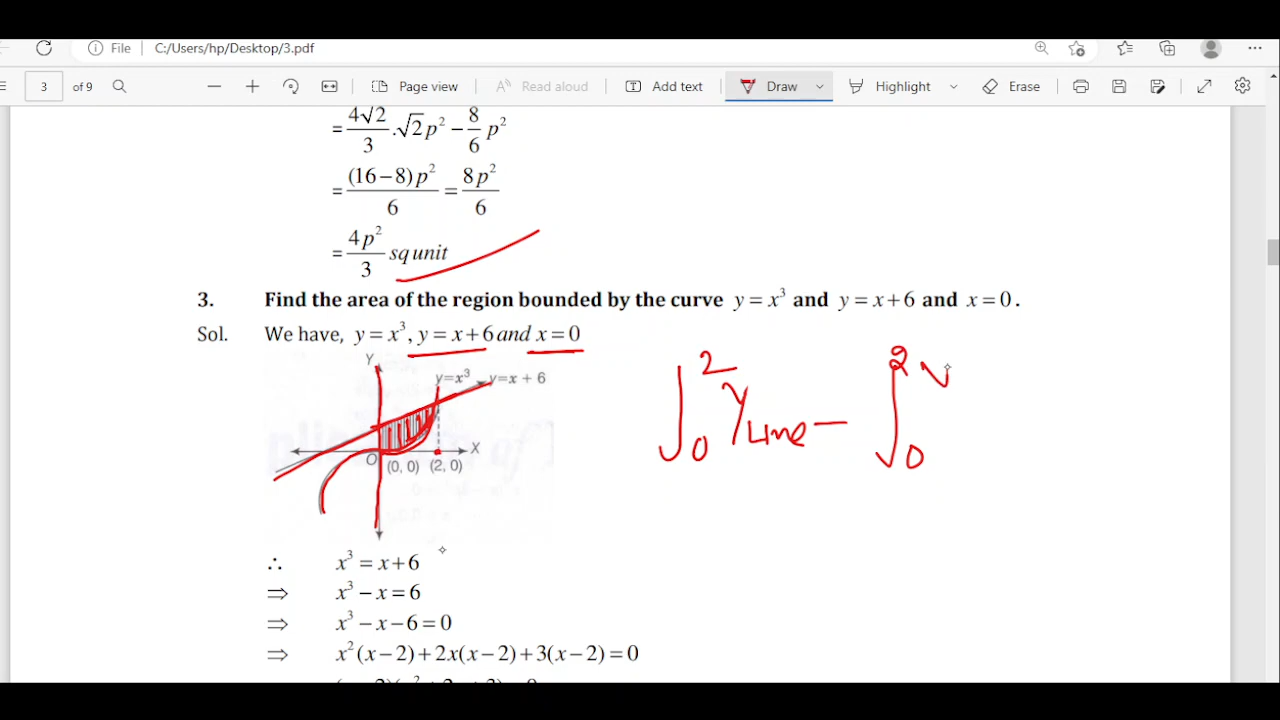 File C:/Users/hp/Desktop/3.pdf
3 of 9 Page view Read aloud Add text Draw Highlight Erase
= 4√2/3 . √2p² − 8/6 p²
= (16−8)p²/6 = 8p²/6
= 4p²/3 sq unit
3. Find the area of the region bounded by the curve y = x³ and y = x+6 and x = 0.
Sol. We have, y = x³, y = x+6 and x = 0
Y
y=x³ y=x + 6
X
O (0, 0) (2, 0)
∫₀² y line − ∫₀² y
∴ x³ = x+6
⇒ x³ − x = 6
⇒ x³ − x − 6 = 0
⇒ x²(x−2)+2x(x−2)+3(x−2) = 0